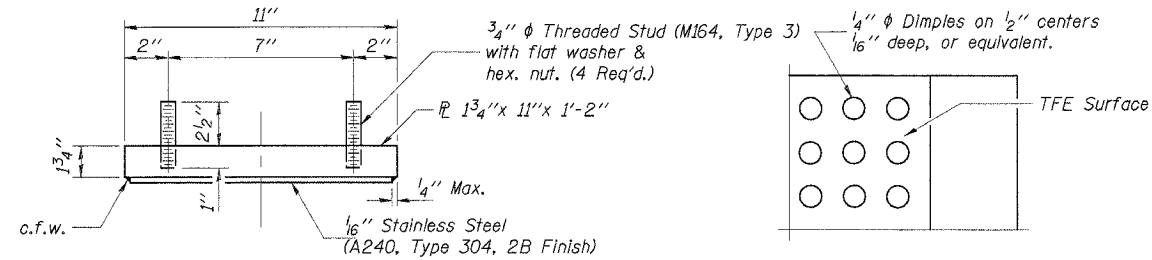 11"
2" 7" 2"
3/4" ϕ Threaded Stud (M164, Type 3)
with flat washer &
hex. nut. (4 Req'd.)
℄ 1 3/4" x 11" x 1'-2"
2 1/2"
1 3/4"
1"
1/4" Max.
c.f.w.
1/16" Stainless Steel
(A240, Type 304, 2B Finish)
1/4" ϕ Dimples on 1/2" centers
1/16" deep, or equivalent.
TFE Surface